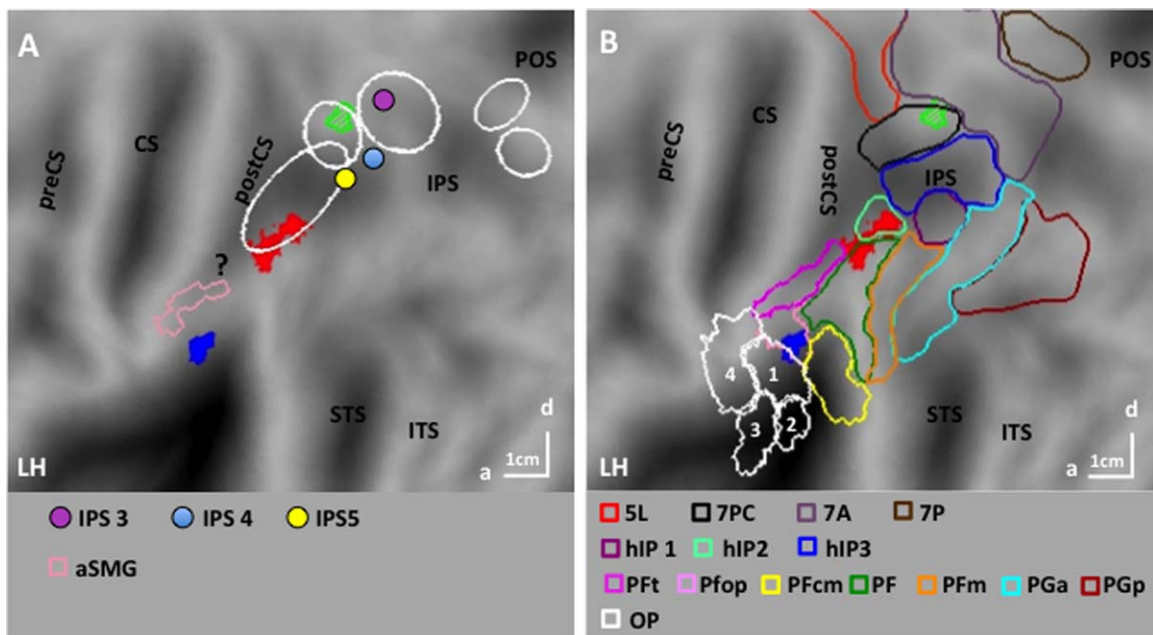 A
POS
CS
preCS
postCS
IPS
?
STS
ITS
d
a 1cm
LH
IPS 3 IPS 4 IPS5
aSMG
B
POS
CS
preCS
postCS
IPS
4 1
3 2
STS
ITS
d
a 1cm
LH
5L 7PC 7A 7P
hIP 1 hIP2 hIP3
PFt Pfop PFcm PF PFm PGa PGp
OP